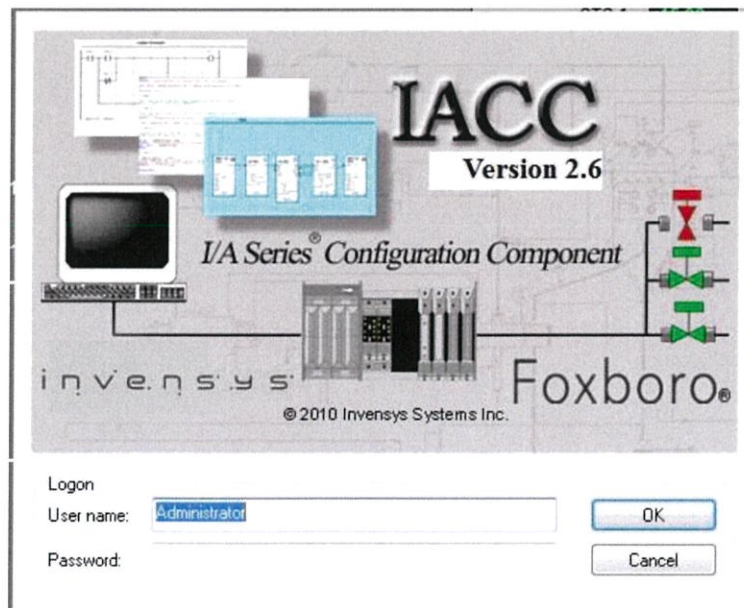 IACC
Version 2.6
I/A Series® Configuration Component
invensys
Foxboro®
© 2010 Invensys Systems Inc.
Logon
User name: Administrator
OK
Password:
Cancel